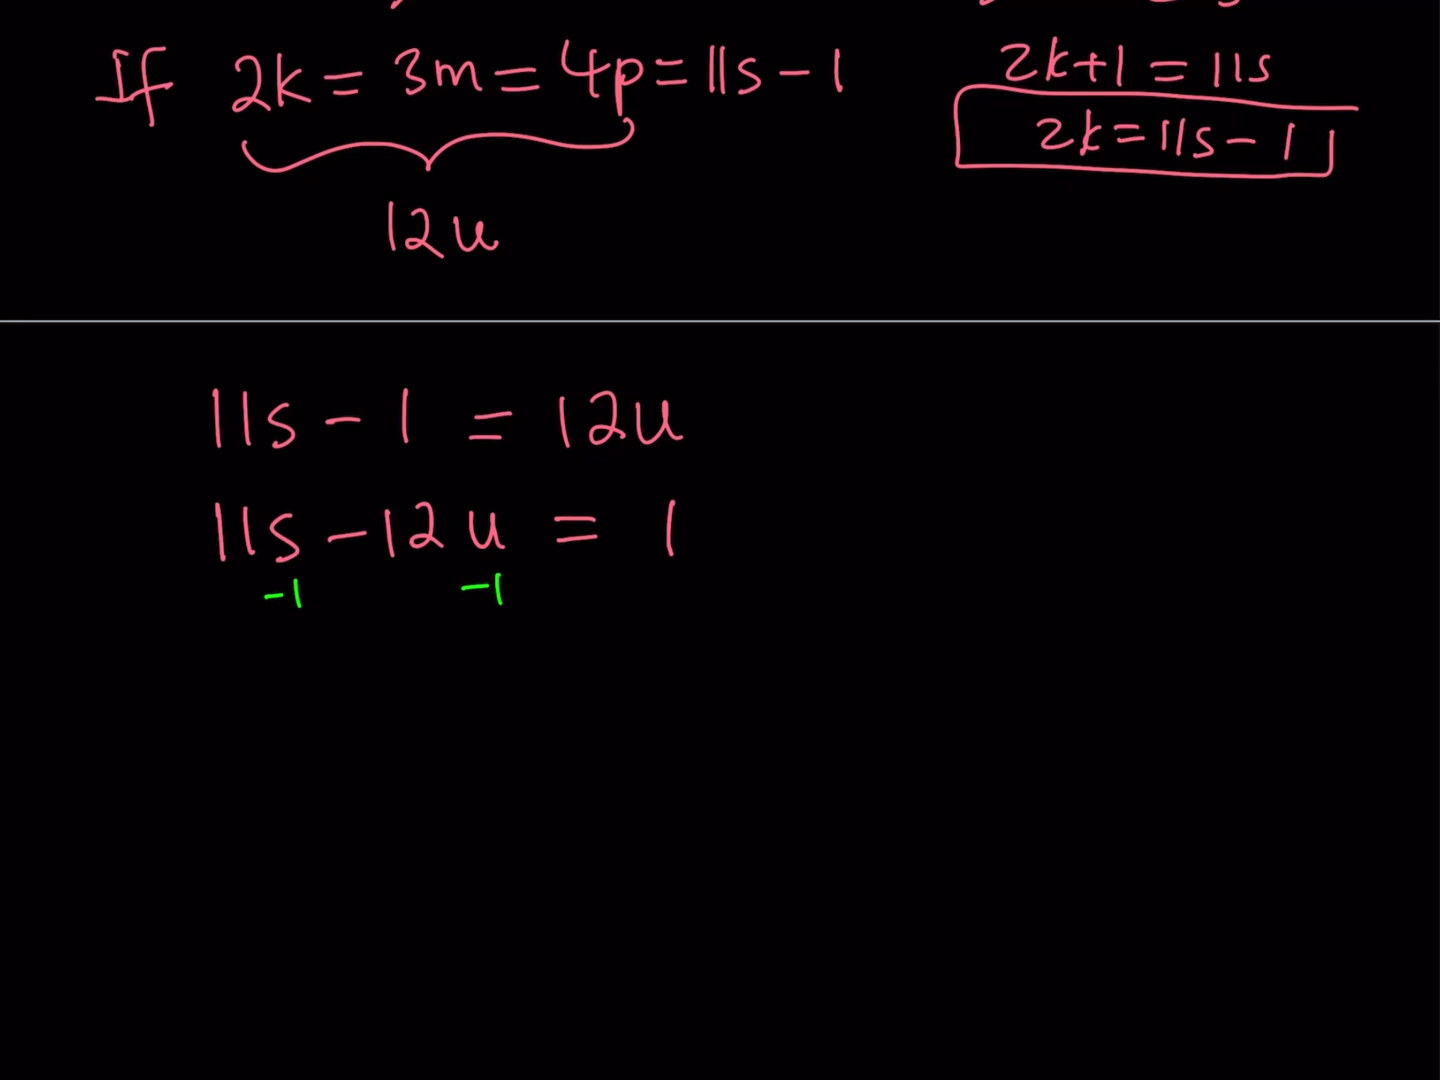 If 2k = 3m = 4p = 11s - 1
2k+1 = 11s
2k = 11s - 1
12u
11s - 1 = 12u
11s - 12u = 1
-1 -1